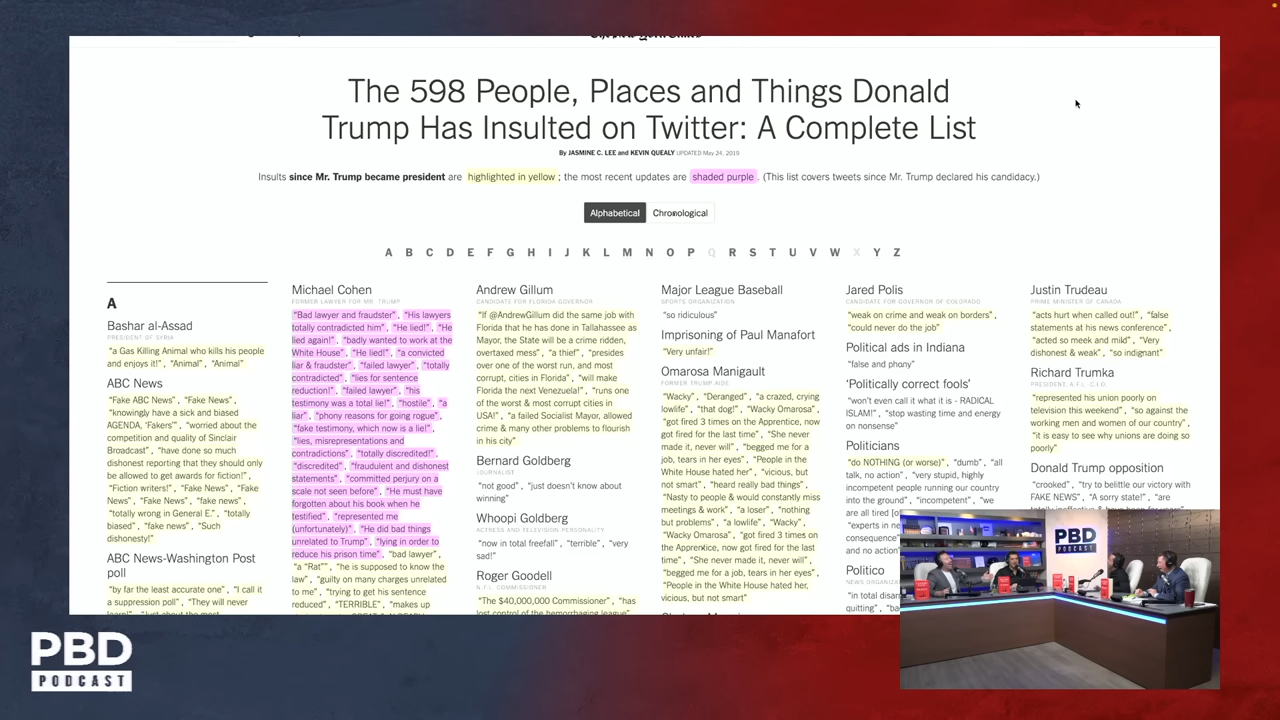 The 598 People, Places and Things Donald
Trump Has Insulted on Twitter: A Complete List
By JASMINE C. LEE and KEVIN QUEALY UPDATED May 24, 2019
Insults since Mr. Trump became president are highlighted in yellow ; the most recent updates are shaded purple . (This list covers tweets since Mr. Trump declared his candidacy.)
Alphabetical Chronological
A B C D E F G H I J K L M N O P Q R S T U V W X Y Z
A
Bashar al-Assad
PRESIDENT OF SYRIA
“a Gas Killing Animal who kills his people
and enjoys it!” , “Animal” , “Animal”
ABC News
“Fake ABC News” , “Fake News” ,
“knowingly have a sick and biased
AGENDA, ‘Fakers’” , “worried about the
competition and quality of Sinclair
Broadcast” , “have done so much
dishonest reporting that they should only
be allowed to get awards for fiction!” ,
“Fiction writers!” , “Fake News” , “Fake
News” , “Fake News” , “fake news” ,
“totally wrong in General E.” , “totally
biased” , “fake news” , “Such
dishonesty!”
ABC News-Washington Post
poll
“by far the least accurate one” , “I call it
a suppression poll” , “They will never
Michael Cohen
FORMER LAWYER FOR MR. TRUMP
“Bad lawyer and fraudster” , “His lawyers
totally contradicted him” , “He lied!” , “He
lied again!” , “badly wanted to work at the
White House” , “He lied!” , “a convicted
liar & fraudster” , “failed lawyer” , “totally
contradicted” , “lies for sentence
reduction!” , “failed lawyer” , “his
testimony was a total lie!” , “hostile” , “a
liar” , “phony reasons for going rogue” ,
“fake testimony, which now is a lie!” ,
“lies, misrepresentations and
contradictions” , “totally discredited!” ,
“discredited” , “fraudulent and dishonest
statements” , “committed perjury on a
scale not seen before” , “He must have
forgotten about his book when he
testified” , “represented me
(unfortunately)” , “He did bad things
unrelated to Trump” , “lying in order to
reduce his prison time” , “bad lawyer” ,
“a “Rat”” , “he is supposed to know the
law” , “guilty on many charges unrelated
to me” , “trying to get his sentence
reduced” , “TERRIBLE” , “makes up
Andrew Gillum
CANDIDATE FOR FLORIDA GOVERNOR
“If @AndrewGillum did the same job with
Florida that he has done in Tallahassee as
Mayor, the State will be a crime ridden,
overtaxed mess” , “a thief” , “presides
over one of the worst run, and most
corrupt, cities in Florida” , “will make
Florida the next Venezuela!” , “runs one
of the worst & most corrupt cities in
USA!” , “a failed Socialist Mayor, allowed
crime & many other problems to flourish
in his city”
Bernard Goldberg
JOURNALIST
“not good” , “just doesn’t know about
winning”
Whoopi Goldberg
ACTRESS AND TELEVISION PERSONALITY
“now in total freefall” , “terrible” , “very
sad!”
Roger Goodell
N.F.L. COMMISSIONER
“The $40,000,000 Commissioner” , “has
lost control of the hemorrhaging league”
Major League Baseball
SPORTS ORGANIZATION
“so ridiculous”
Imprisoning of Paul Manafort
“Very unfair!”
Omarosa Manigault
FORMER TRUMP AIDE
“Wacky” , “Deranged” , “a crazed, crying
lowlife” , “that dog!” , “Wacky Omarosa” ,
“got fired 3 times on the Apprentice, now
got fired for the last time” , “She never
made it, never will” , “begged me for a
job, tears in her eyes” , “People in the
White House hated her” , “vicious, but
not smart” , “heard really bad things” ,
“Nasty to people & would constantly miss
meetings & work” , “a loser” , “nothing
but problems” , “a lowlife” , “Wacky” ,
“Wacky Omarosa” , “got fired 3 times on
the Apprentice, now got fired for the last
time” , “She never made it, never will” ,
“begged me for a job, tears in her eyes” ,
“People in the White House hated her,
vicious, but not smart”
Jared Polis
CANDIDATE FOR GOVERNOR OF COLORADO
“weak on crime and weak on borders” ,
“could never do the job”
Political ads in Indiana
“false and phony”
‘Politically correct fools’
“won’t even call it what it is - RADICAL
ISLAM!” , “stop wasting time and energy
on nonsense”
Politicians
“do NOTHING (or worse)” , “dumb” , “all
talk, no action” , “very stupid, highly
incompetent people running our country
into the ground” , “incompetent” , “we
are all tired [of
“experts in ne
consequence
and no action
Politico
NEWS ORGANIZA
“in total disar
quitting” , “ba
Justin Trudeau
PRIME MINISTER OF CANADA
“acts hurt when called out!” , “false
statements at his news conference” ,
“acted so meek and mild” , “Very
dishonest & weak” , “so indignant”
Richard Trumka
PRESIDENT, A.F.L.-C.I.O.
“represented his union poorly on
television this weekend” , “so against the
working men and women of our country” ,
“it is easy to see why unions are doing so
poorly”
Donald Trump opposition
“crooked” , “try to belittle our victory with
FAKE NEWS” , “A sorry state!” , “are
PBD
PODCAST
PBD
PODCAST